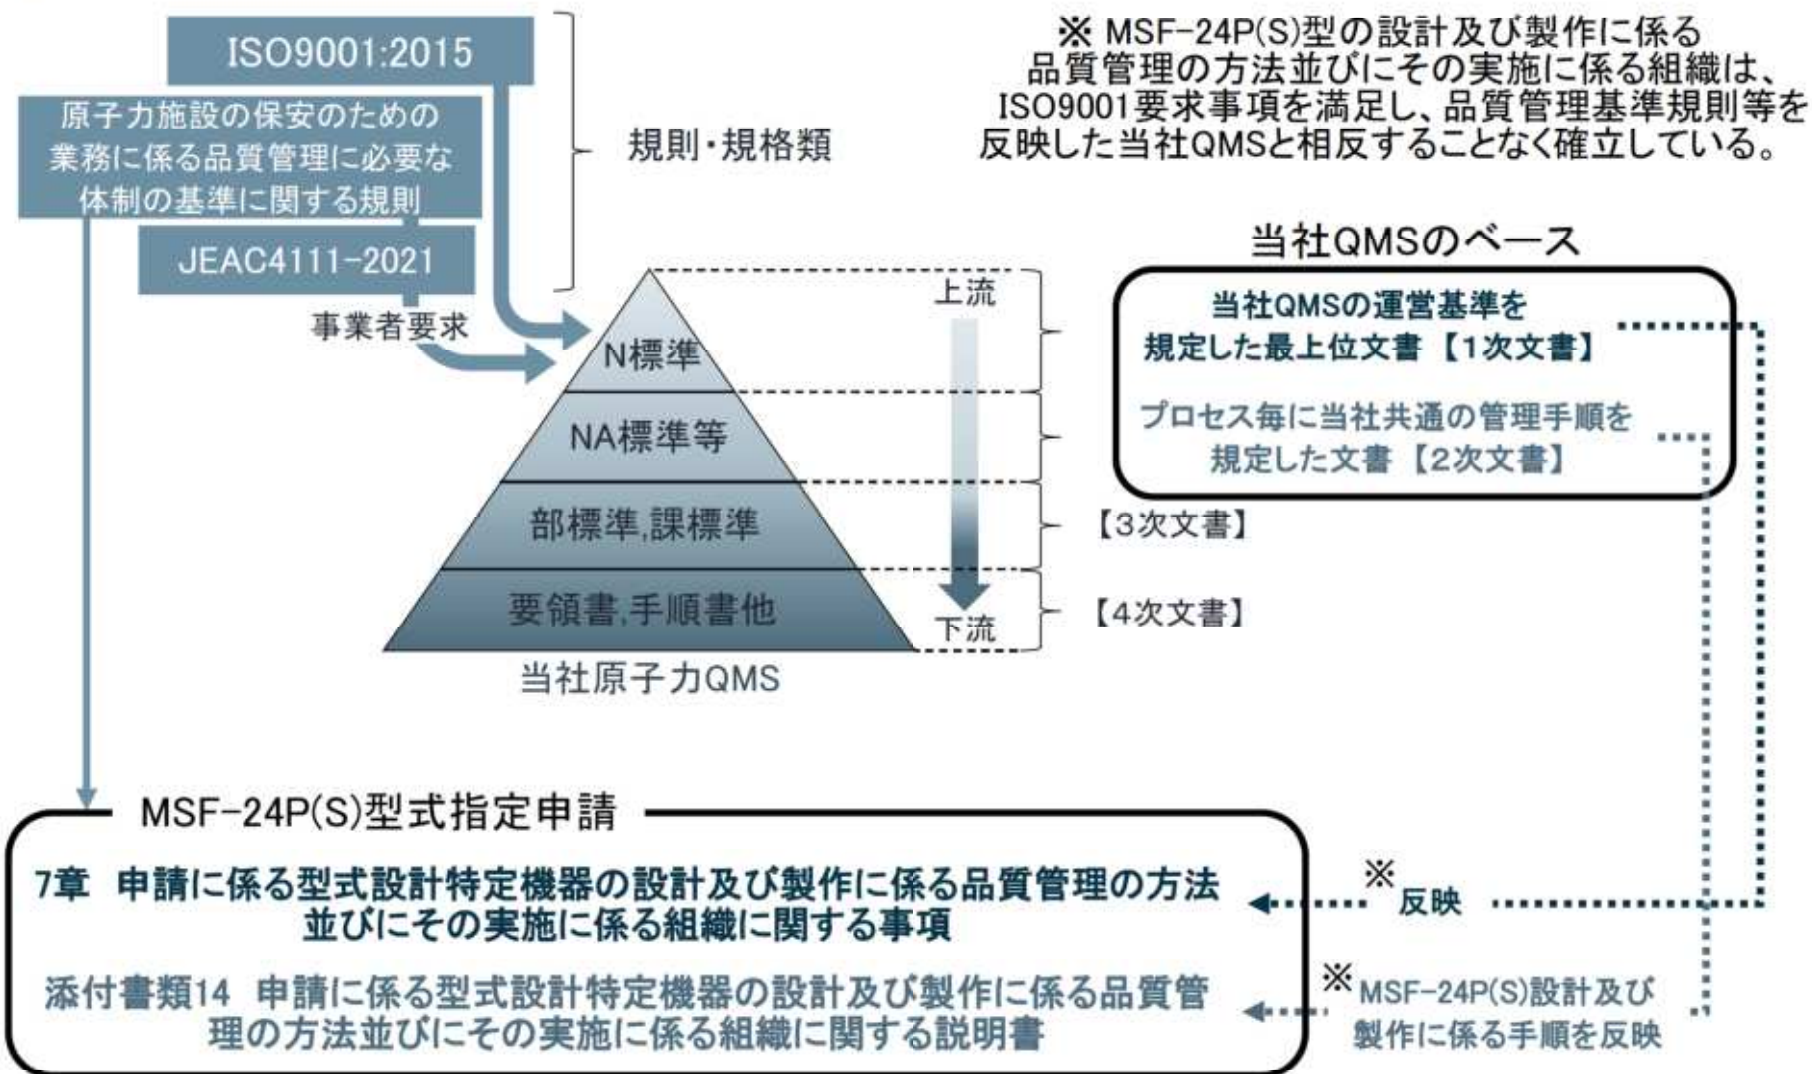 ISO9001:2015
原子力施設の保安のための
業務に係る品質管理に必要な
体制の基準に関する規則
JEAC4111-2021
事業者要求
規則・規格類
※ MSF-24P(S)型の設計及び製作に係る
品質管理の方法並びにその実施に係る組織は、
ISO9001要求事項を満足し、品質管理基準規則等を
反映した当社QMSと相反することなく確立している。
N標準
NA標準等
部標準,課標準
要領書,手順書他
当社原子力QMS
上流
下流
当社QMSのベース
当社QMSの運営基準を
規定した最上位文書 【1次文書】
プロセス毎に当社共通の管理手順を
規定した文書 【2次文書】
【3次文書】
【4次文書】
MSF-24P(S)型式指定申請
7章 申請に係る型式設計特定機器の設計及び製作に係る品質管理の方法
並びにその実施に係る組織に関する事項
添付書類14 申請に係る型式設計特定機器の設計及び製作に係る品質管
理の方法並びにその実施に係る組織に関する説明書
※
反映
※
MSF-24P(S)設計及び
製作に係る手順を反映